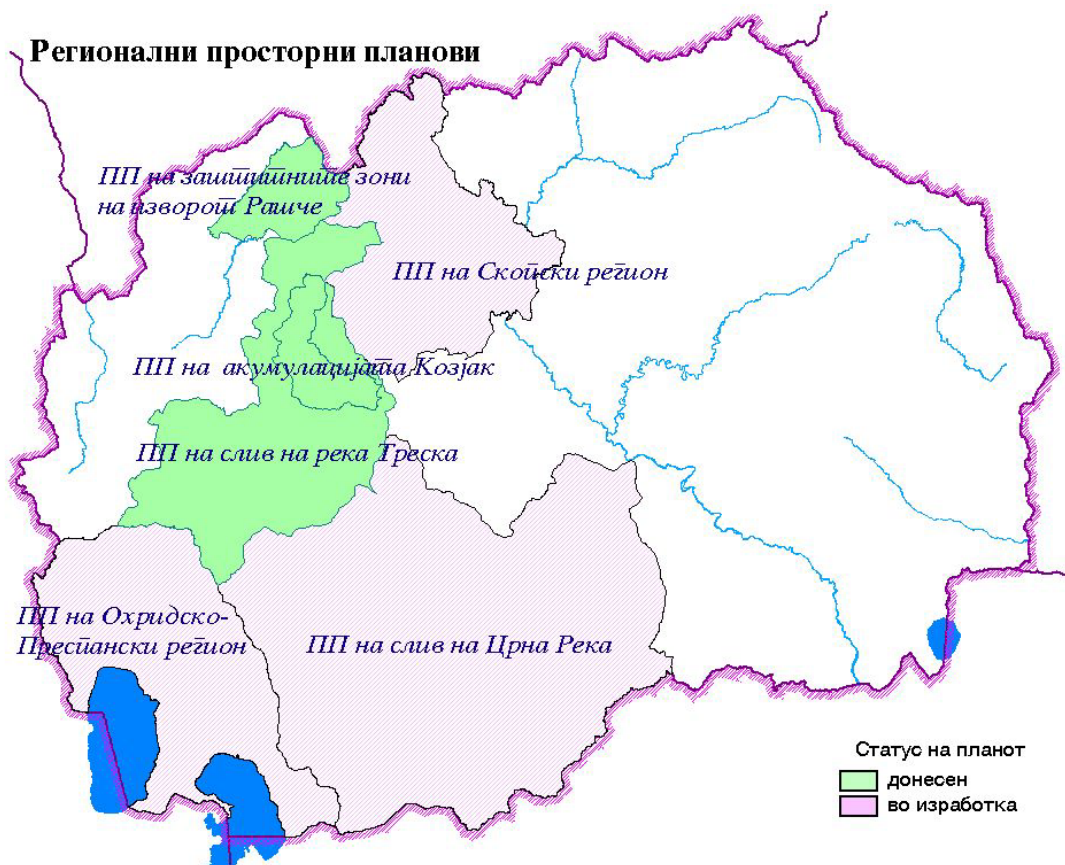 Регионални просторни планови
ПП на заштитните зони
на изворот Рашче
ПП на Скопски регион
ПП на акумулацијата Козјак
ПП на слив на река Треска
ПП на Охридско-
Преспански регион
ПП на слив на Црна Река
Статус на планот
донесен
во изработка